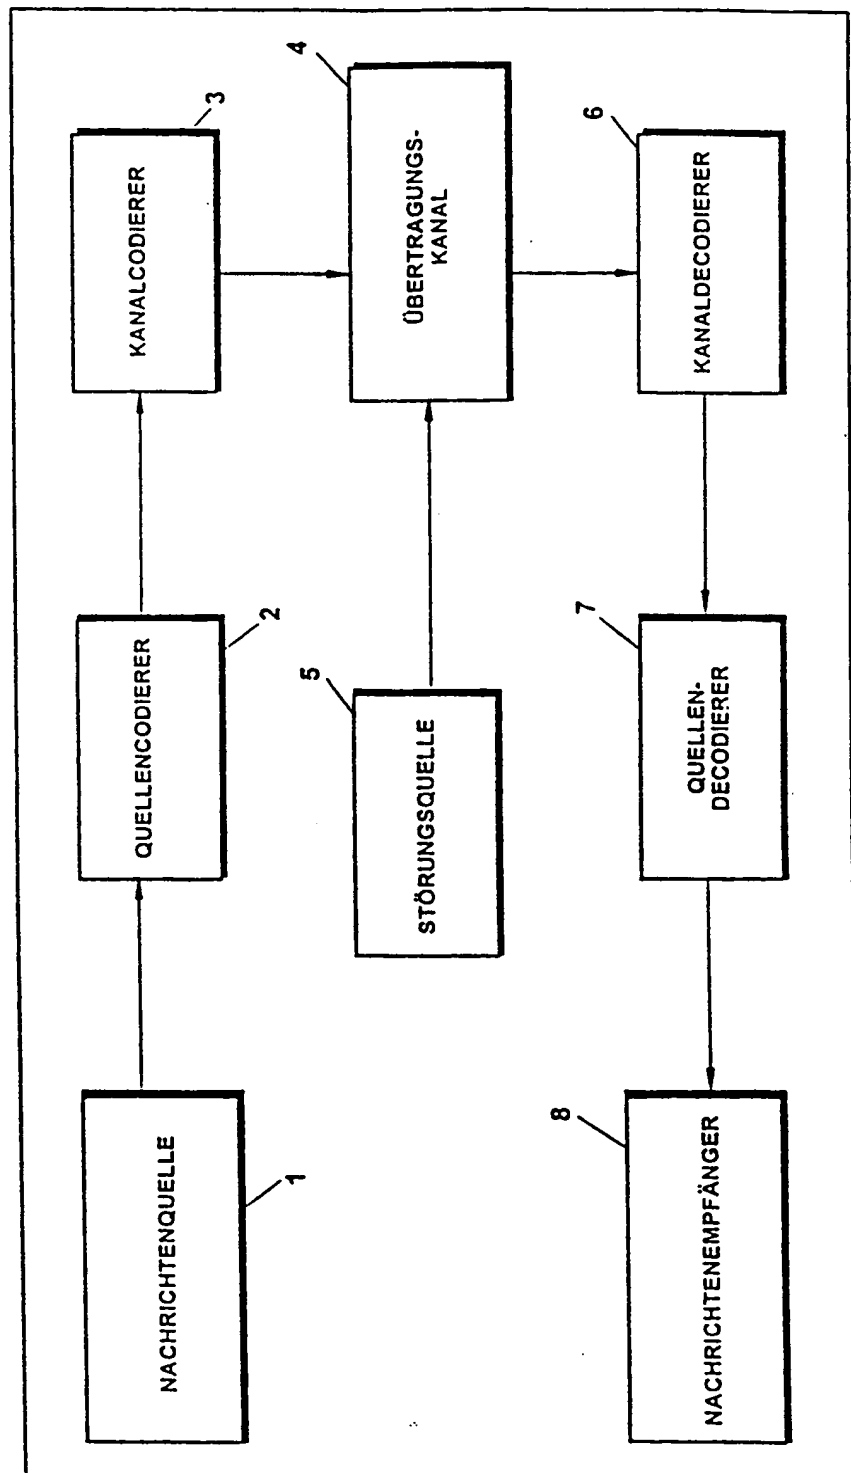 NACHRICHTENQUELLE
1
QUELLENCODIERER
2
KANALCODIERER
3
STÖRUNGSQUELLE
5
ÜBERTRAGUNGS-
KANAL
4
NACHRICHTENEMPFÄNGER
8
QUELLEN-
DECODIERER
7
KANALDECODIERER
6